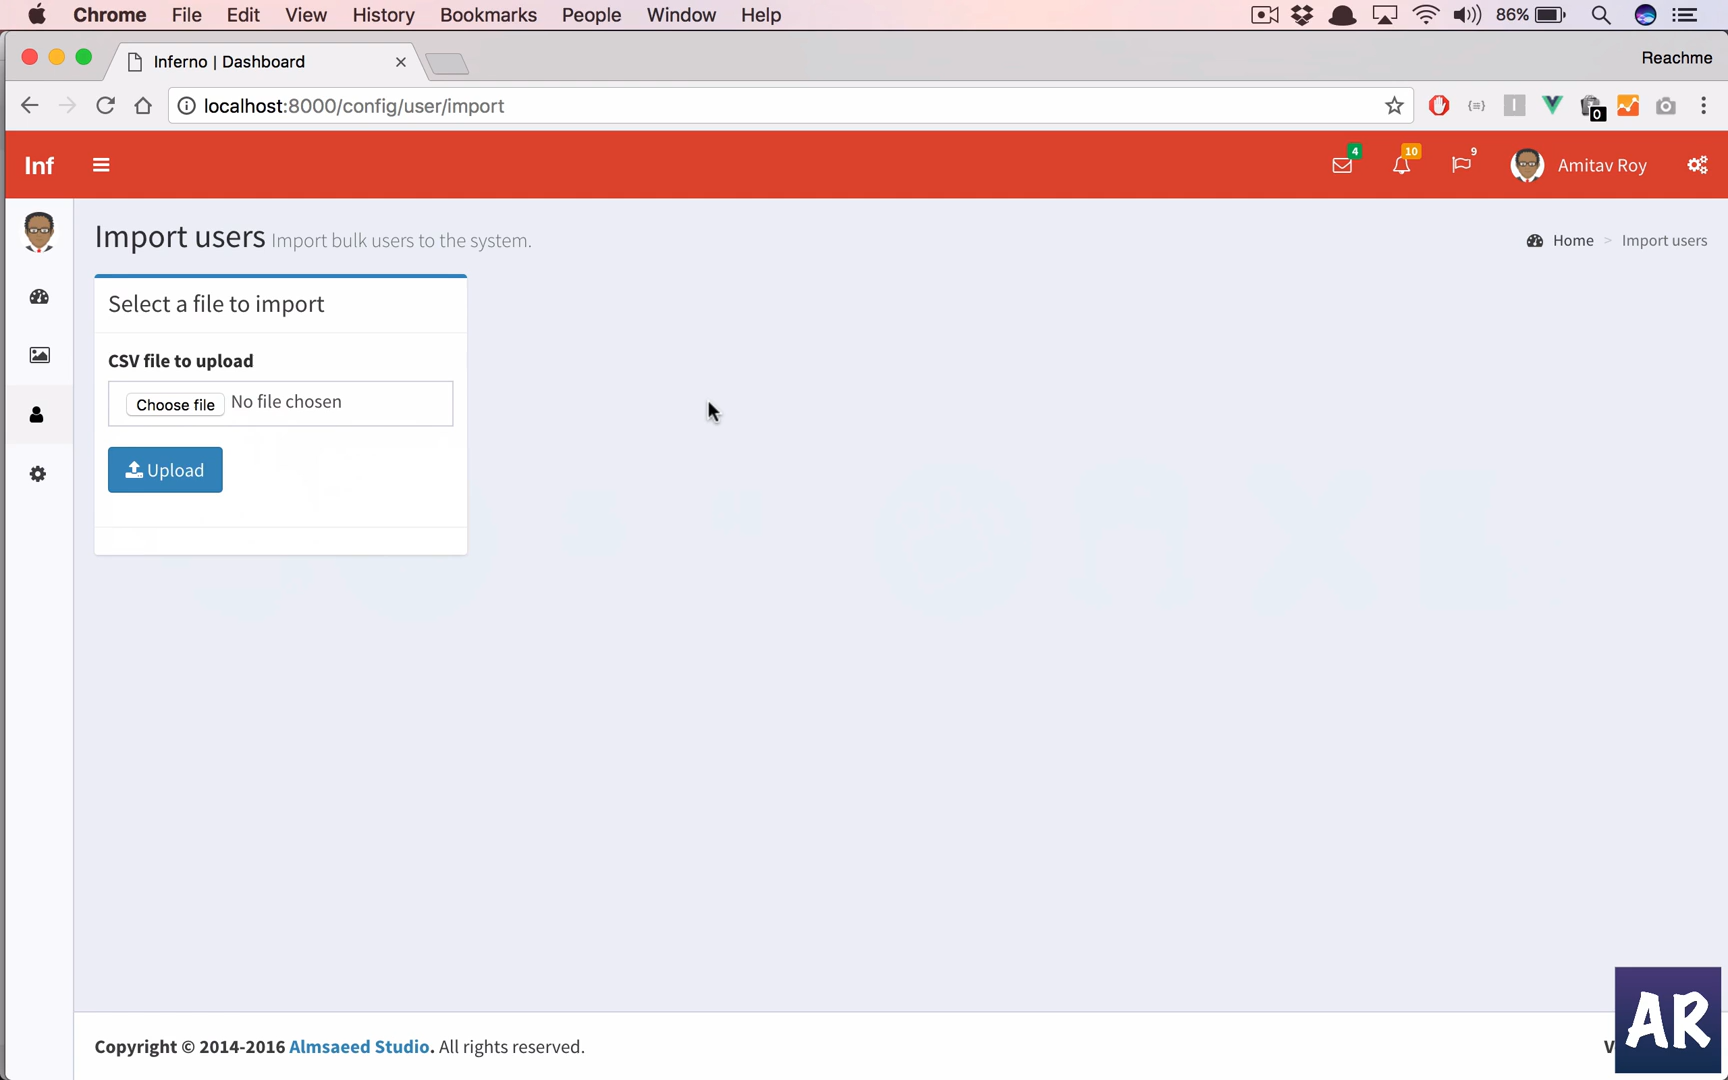 Chrome File Edit View History Bookmarks People Window Help 86%
Inferno | Dashboard Reachme
localhost:8000/config/user/import 0
Inf 4 10 9 Amitav Roy
Import users Import bulk users to the system. Home > Import users
Select a file to import
CSV file to upload
Choose file No file chosen
Upload
Copyright © 2014-2016 Almsaeed Studio. All rights reserved. V
AR